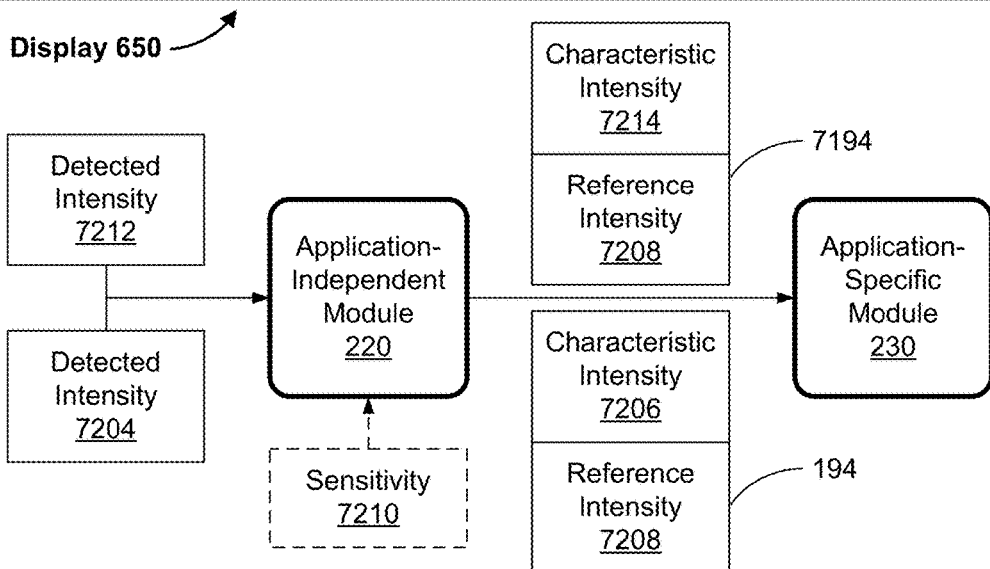 Display 650
Detected
Intensity
7212
Detected
Intensity
7204
Application-
Independent
Module
220
Sensitivity
7210
Characteristic
Intensity
7214
Reference
Intensity
7208
7194
Characteristic
Intensity
7206
Reference
Intensity
7208
194
Application-
Specific
Module
230